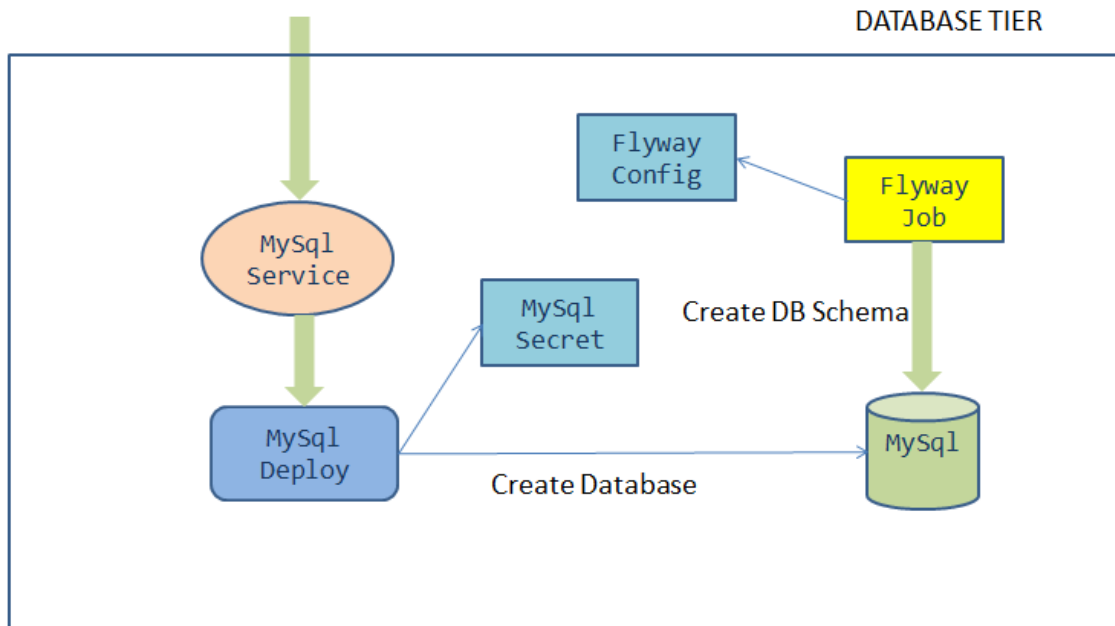 DATABASE TIER
Flyway
Config
Flyway
Job
MySql
Service
MySql
Secret
Create DB Schema
MySql
Deploy
MySql
Create Database